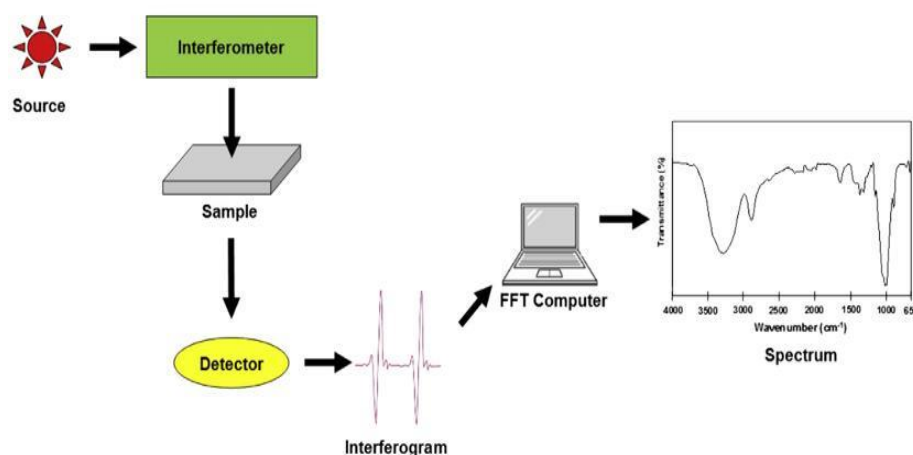 Interferometer
Source
Sample
FFT Computer
Detector
Interferogram
Transmittance (%)
4000 3500 3000 2500 2000 1500 1000 65
Wavenumber (cm-1)
Spectrum